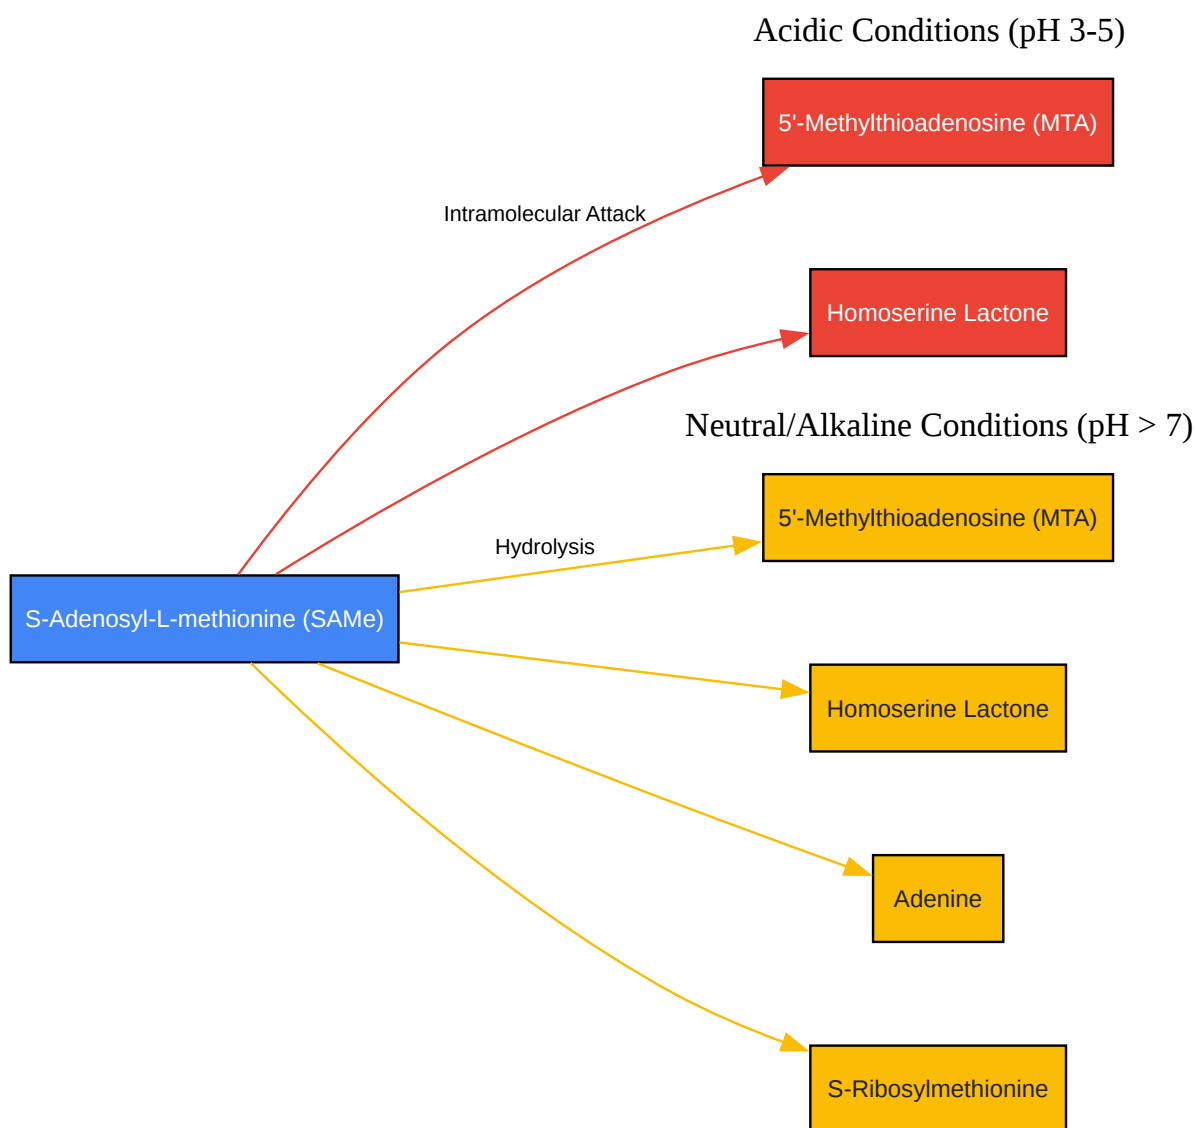 Acidic Conditions (pH 3-5)
5'-Methylthioadenosine (MTA)
Intramolecular Attack
Homoserine Lactone
Neutral/Alkaline Conditions (pH > 7)
5'-Methylthioadenosine (MTA)
Hydrolysis
S-Adenosyl-L-methionine (SAMe)
Homoserine Lactone
Adenine
S-Ribosylmethionine